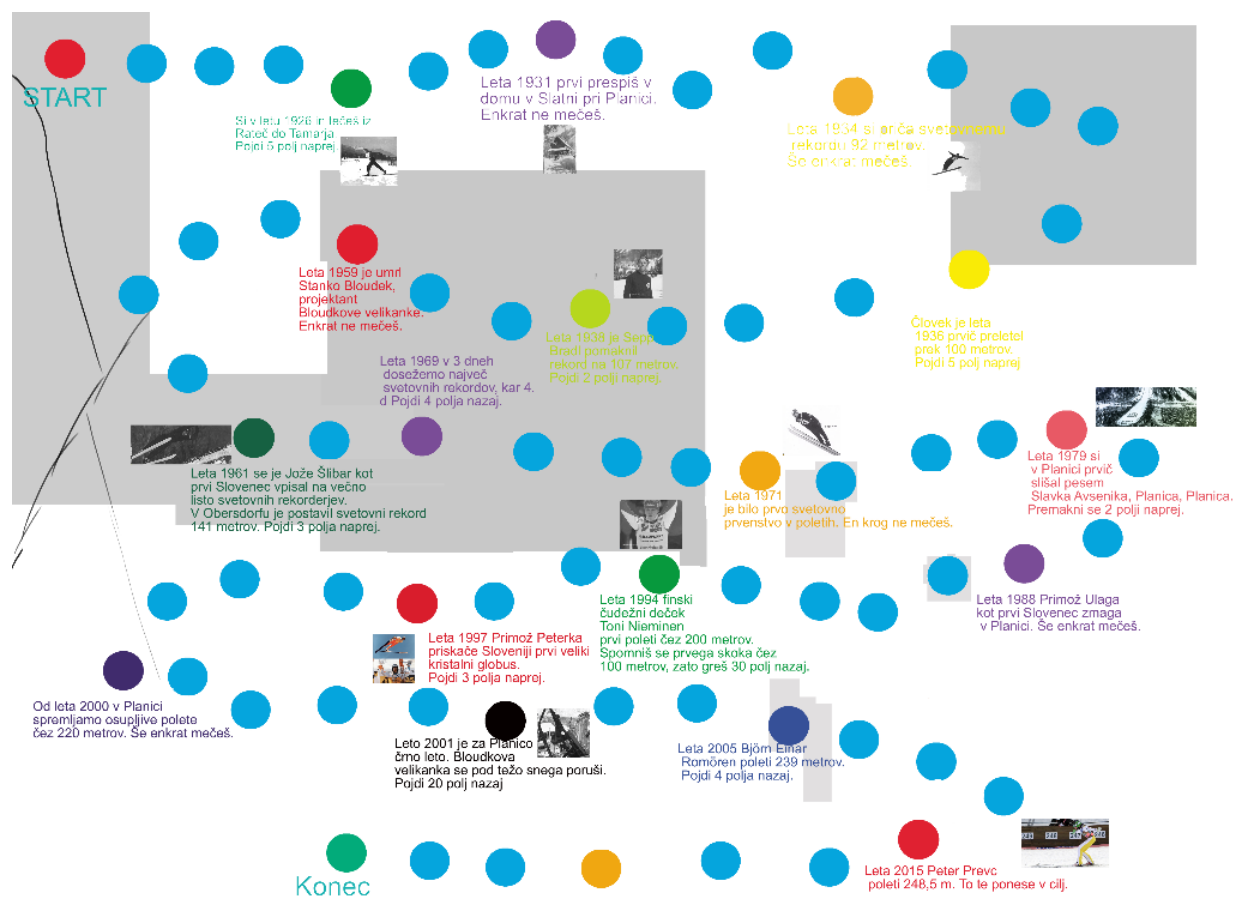 START
Si v letu 1926 in tečeš iz
Rateč do Tamarja
Pojdi 5 polj naprej.
Leta 1931 prvi prespiš v
domu v Slatni pri Planici.
Enkrat ne mečeš.
Leta 1934 si priča svetovnemu
rekordu 92 metrov.
Šo enkrat mečeš.
Človek je leta
1936 prvič preletel
prek 100 metrov.
Pojdi 5 polj naprej
Leta 1938 je Sepp
Bradl pomaknil
rekord na 107 metrov.
Pojdi 2 polji naprej.
Leta 1959 je umrl
Stanko Bloudek,
projektant
Bloudkove velikanke.
Enkrat ne mečeš.
Leta 1961 se je Jože Šlibar kot
prvi Slovenec vpisal na večno
listo svetovnih rekorderjev.
V Obersdorfu je postavil svetovni rekord
141 metrov. Pojdi 3 polja naprej.
Leta 1969 v 3 dneh
dosežemo največ
svetovnih rekordov, kar 4.
d Pojdi 4 polja nazaj.
Leta 1971
je bilo prvo svetovno
prvenstvo v poletih. En krog ne mečeš.
Leta 1979 si
v Planici prvič
slišal pesem
Slavka Avsenika, Planica, Planica.
Premakni se 2 polji naprej.
Leta 1988 Primož Ulaga
kot prvi Slovenec zmaga
v Planici. Še enkrat mečeš.
Leta 1994 finski
čudežni deček
Toni Nieminen
prvi poleti čez 200 metrov.
Spomniš se prvega skoka čez
100 metrov, zato greš 30 polj nazaj.
Leta 1997 Primož Peterka
priskače Sloveniji prvi veliki
kristalni globus.
Pojdi 3 polja naprej.
Od leta 2000 v Planici
spremljamo osupljive polete
čez 220 metrov. Še enkrat mečeš.
Leto 2001 je za Planico
črno leto. Bloudkova
velikanka se pod težo snega poruši.
Pojdi 20 polj nazaj
Leta 2005 Björn Einar
Romören poleti 239 metrov.
Pojdi 4 polja nazaj.
Leta 2015 Peter Prevc
poleti 248,5 m. To te ponese v cilj.
Konec